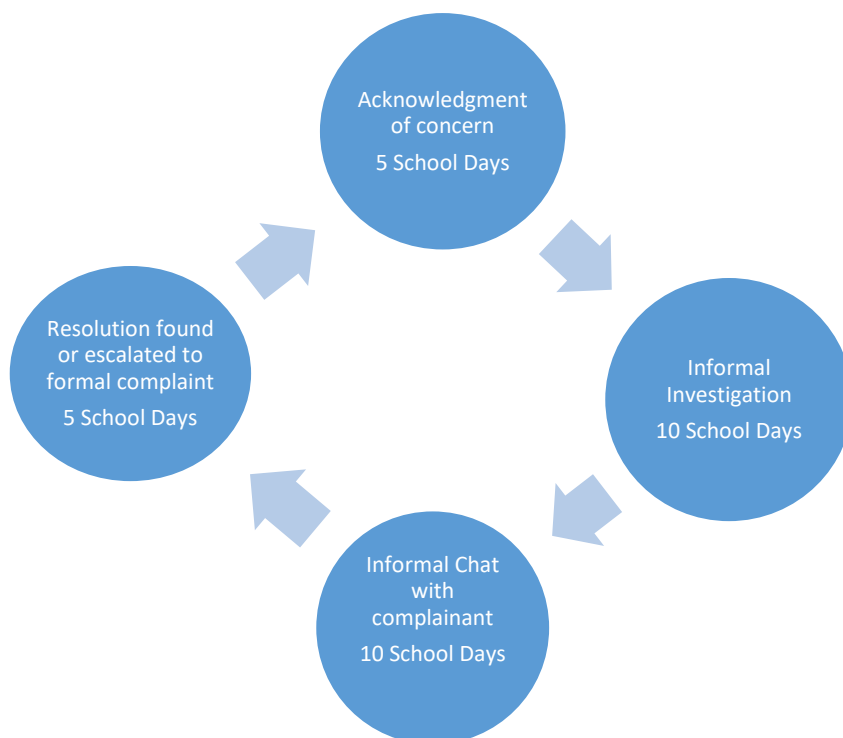 Acknowledgment
of concern
5 School Days
Informal
Investigation
10 School Days
Informal Chat
with
complainant
10 School Days
Resolution found
or escalated to
formal complaint
5 School Days